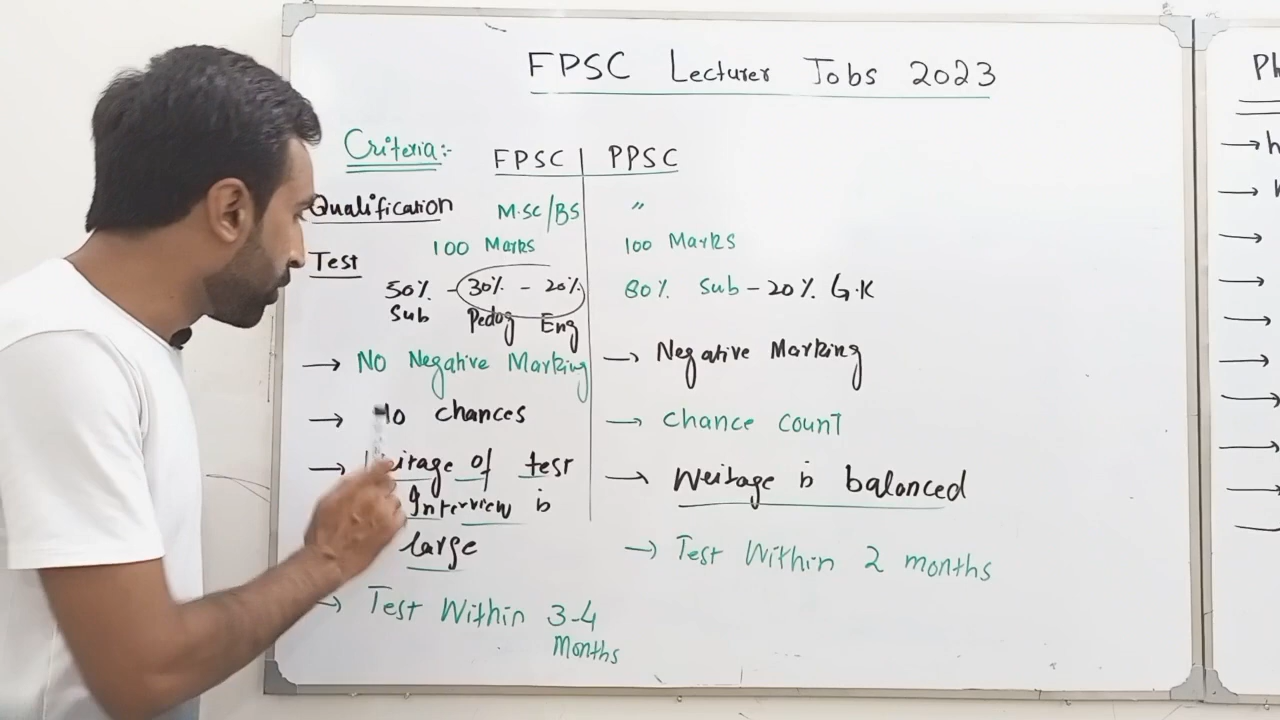 FPSC Lecturer Jobs 2023
Criteria:-
FPSC | PPSC
Qualification M.SC/BS "
Test 100 Marks 100 Marks
50% - 30% - 20% 80% Sub - 20% G.K
Sub Pedog Eng
→ NO Negative Marking → Negative Marking
→ No chances → Chance COUNT
→ of test → Weitage is balanced
Interview is
large
→ Test Within 2 months
→ Test Within 3-4
Months
Ph